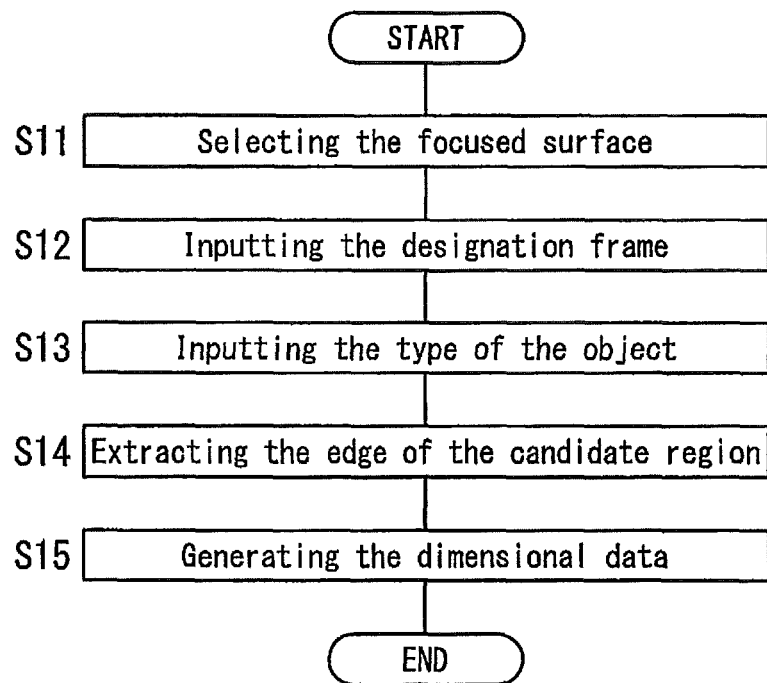 START
S11 Selecting the focused surface
S12 Inputting the designation frame
S13 Inputting the type of the object
S14 Extracting the edge of the candidate region
S15 Generating the dimensional data
END